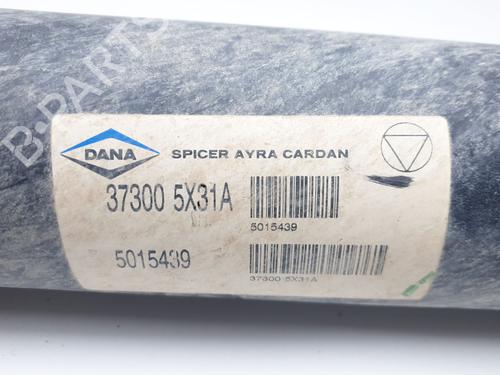 B-PARTS
DANA
SPICER AYRA CARDAN
37300 5X31A
5015439
5015439
37300-5X31A